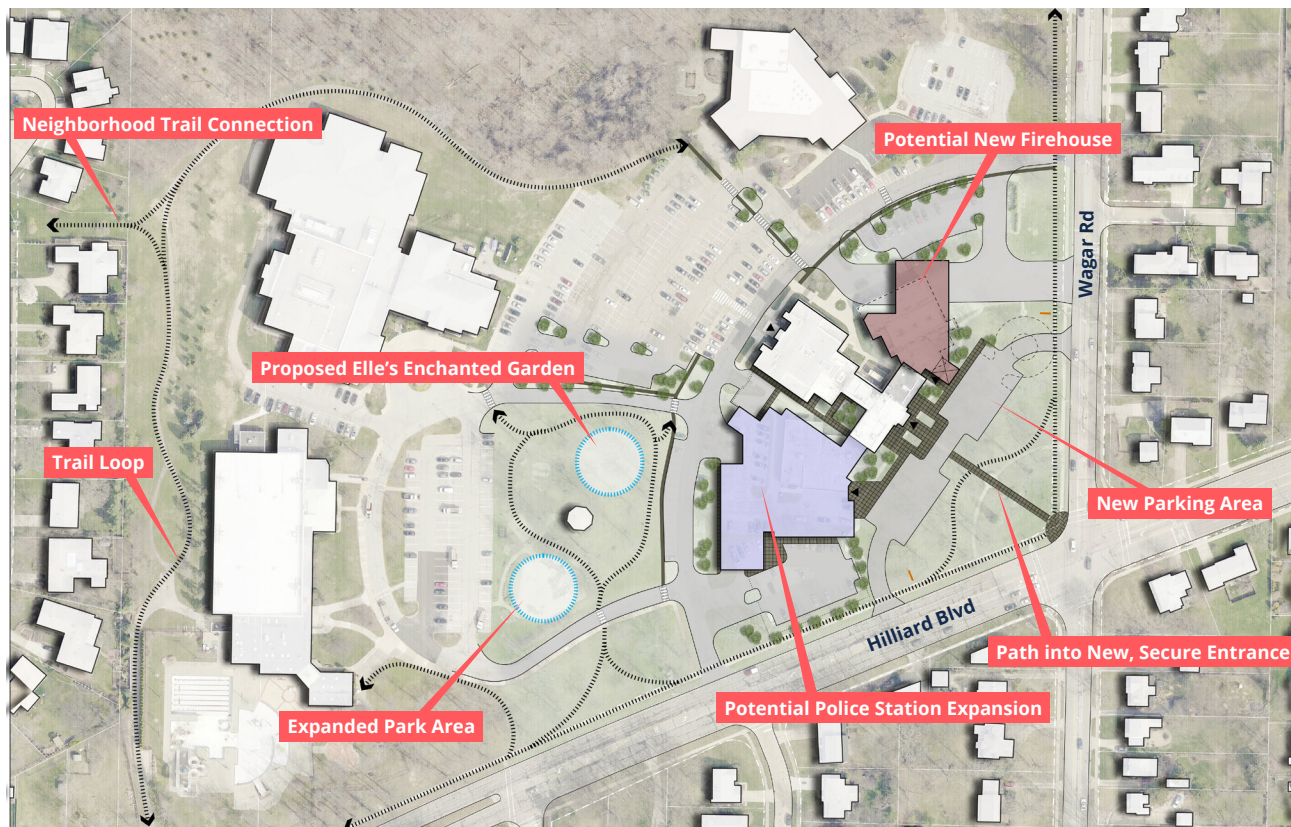 Neighborhood Trail Connection
Potential New Firehouse
Wagar Rd
Proposed Elle's Enchanted Garden
Trail Loop
New Parking Area
Hilliard Blvd
Path into New, Secure Entrance
Potential Police Station Expansion
Expanded Park Area